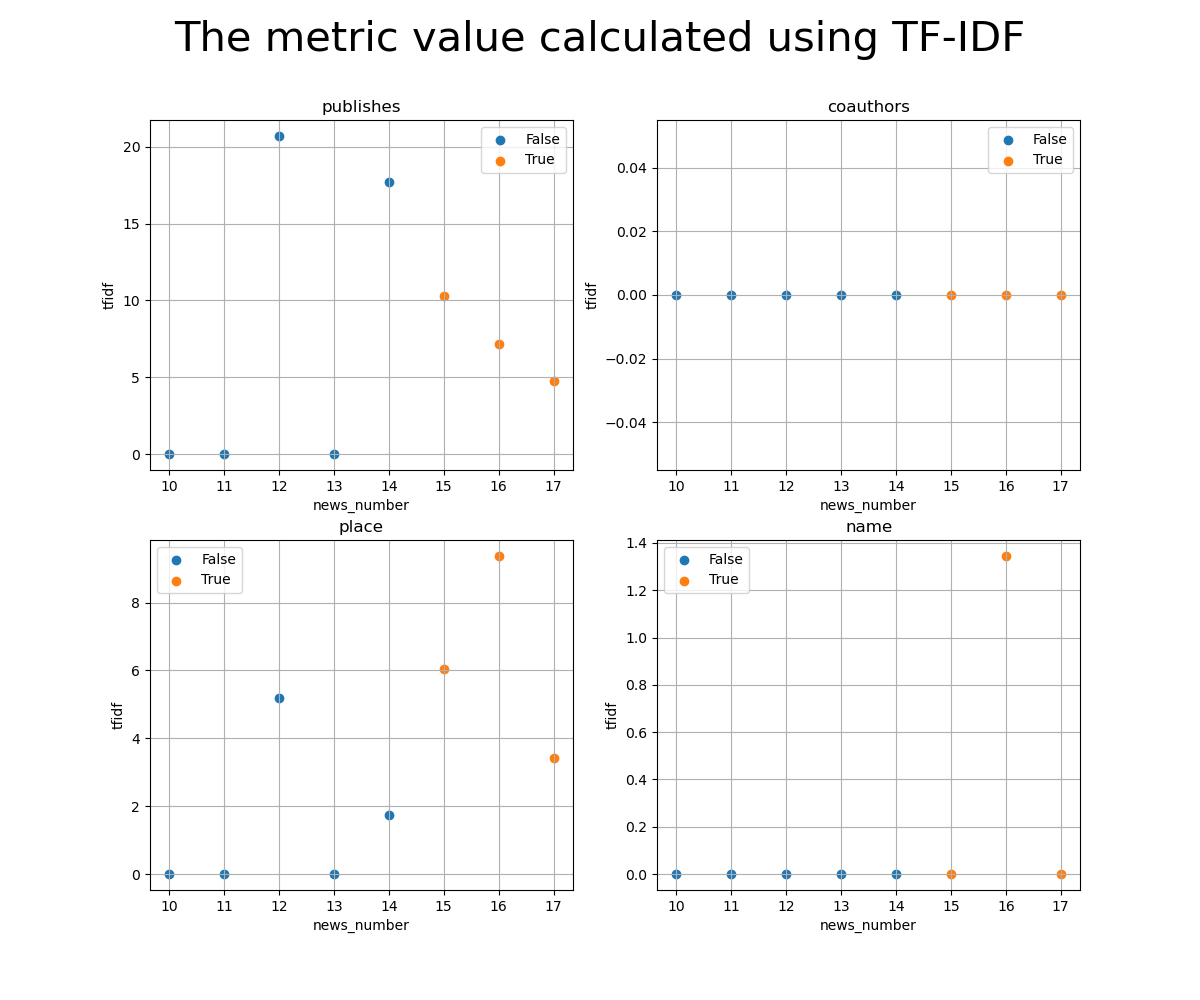 The metric value calculated using TF-IDF
publishes
False
True
20
15
10
5
0
tfidf
10 11 12 13 14 15 16 17
news_number
coauthors
False
True
0.04
0.02
0.00
−0.02
−0.04
tfidf
10 11 12 13 14 15 16 17
news_number
place
False
True
8
6
4
2
0
tfidf
10 11 12 13 14 15 16 17
news_number
name
False
True
1.4
1.2
1.0
0.8
0.6
0.4
0.2
0.0
tfidf
10 11 12 13 14 15 16 17
news_number